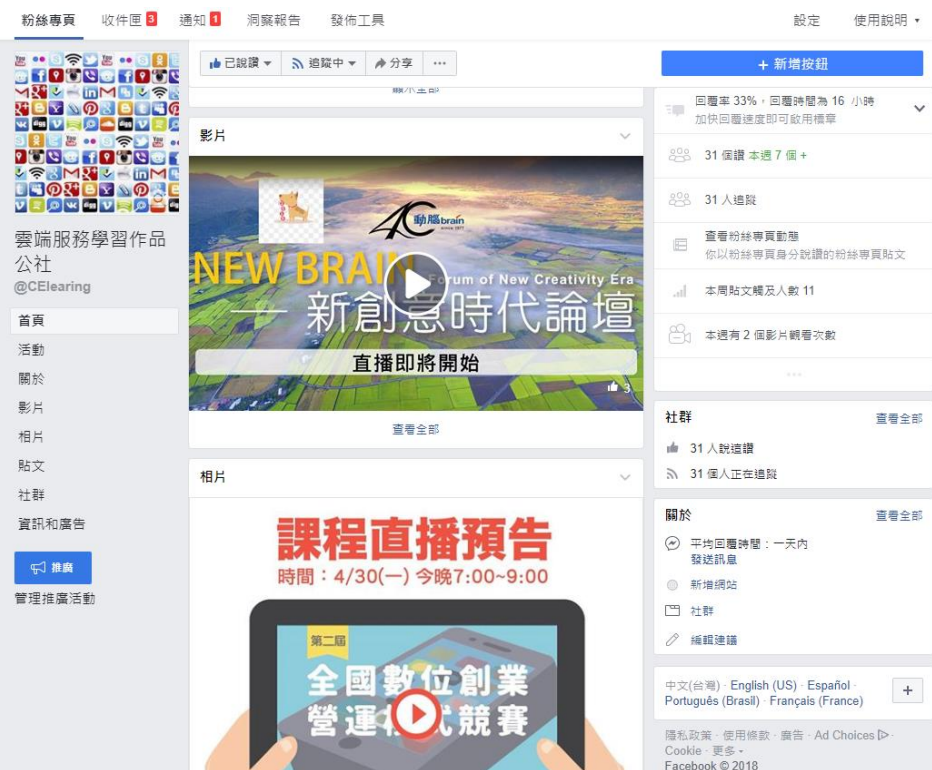 粉絲專頁
收件匣 3
通知 1
洞察報告
發佈工具
設定
使用說明
已說讚
追蹤中
分享
+ 新增按鈕
雲端服務學習作品
公社
@CElearing
首頁
活動
關於
影片
相片
貼文
社群
資訊和廣告
推廣
管理推廣活動
顯示全部
影片
動腦brain
since 1977
NEW BRAIN
Forum of New Creativity Era
新創意時代論壇
直播即將開始
3
查看全部
相片
課程直播預告
時間：4/30(一) 今晚7:00~9:00
第二屆
全國數位創業
營運模式競賽
回覆率 33%，回覆時間為 16 小時
加快回覆速度即可啟用標章
31 個讚 本週 7 個 +
31 人追蹤
查看粉絲專頁動態
你以粉絲專頁身分說讚的粉絲專頁貼文
本周貼文觸及人數 11
本週有 2 個影片觀看次數
社群
查看全部
31 人說這讚
31 個人正在追蹤
關於
查看全部
平均回覆時間：一天內
發送訊息
新增網站
社群
編輯建議
中文(台灣) · English (US) · Español ·
Português (Brasil) · Français (France)
隱私政策 · 使用條款 · 廣告 · Ad Choices ·
Cookie · 更多
Facebook © 2018